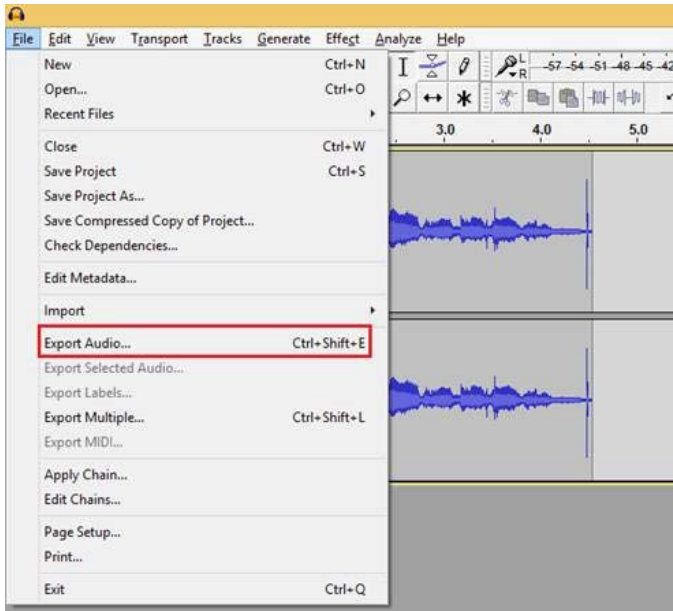 File Edit View Transport Tracks Generate Effect Analyze Help
New Ctrl+N
Open... Ctrl+O
Recent Files
Close Ctrl+W
Save Project Ctrl+S
Save Project As...
Save Compressed Copy of Project...
Check Dependencies...
Edit Metadata...
Import
Export Audio... Ctrl+Shift+E
Export Selected Audio...
Export Labels...
Export Multiple... Ctrl+Shift+L
Export MIDI...
Apply Chain...
Edit Chains...
Page Setup...
Print...
Exit Ctrl+Q
L
R -57 -54 -51 -48 -45 -42
3.0 4.0 5.0